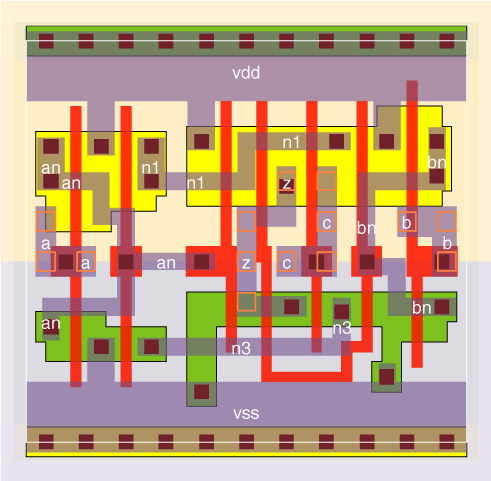 vdd
n1
an n1 z bn
an n1
c b
a bn b
a an z c
an bn
n3
n3
vss